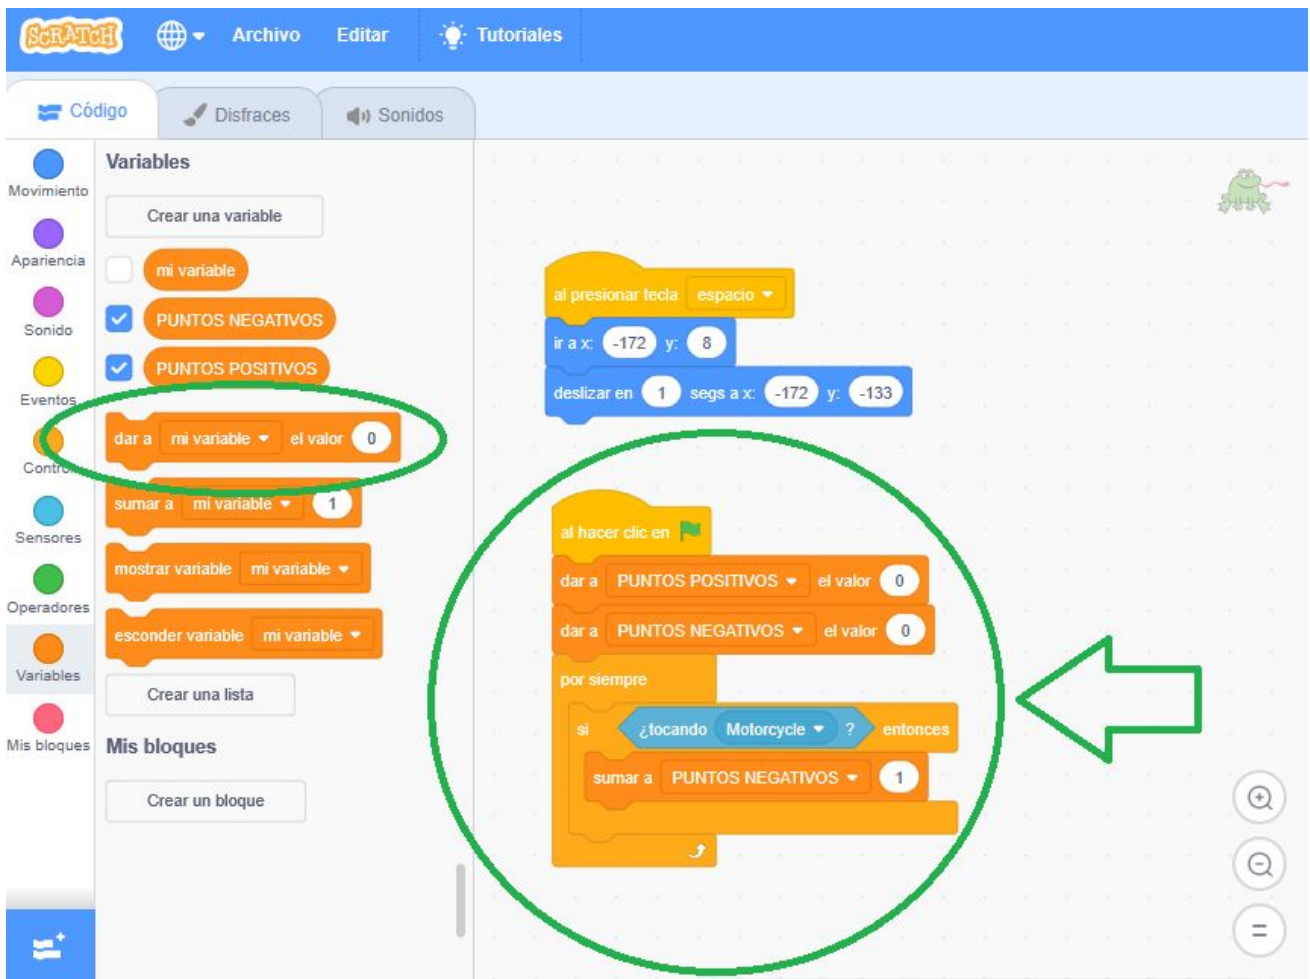 SCRATCH Archivo Editar Tutoriales
Código Disfraces Sonidos
Movimiento
Apariencia
Sonido
Eventos
Control
Sensores
Operadores
Variables
Mis bloques
Variables
Crear una variable
mi variable
PUNTOS NEGATIVOS
PUNTOS POSITIVOS
dar a mi variable el valor 0
sumar a mi variable 1
mostrar variable mi variable
esconder variable mi variable
Crear una lista
Mis bloques
Crear un bloque
al presionar tecla espacio
ir a x: -172 y: 8
deslizar en 1 segs a x: -172 y: -133
al hacer clic en
dar a PUNTOS POSITIVOS el valor 0
dar a PUNTOS NEGATIVOS el valor 0
por siempre
si ¿tocando Motorcycle ? entonces
sumar a PUNTOS NEGATIVOS 1